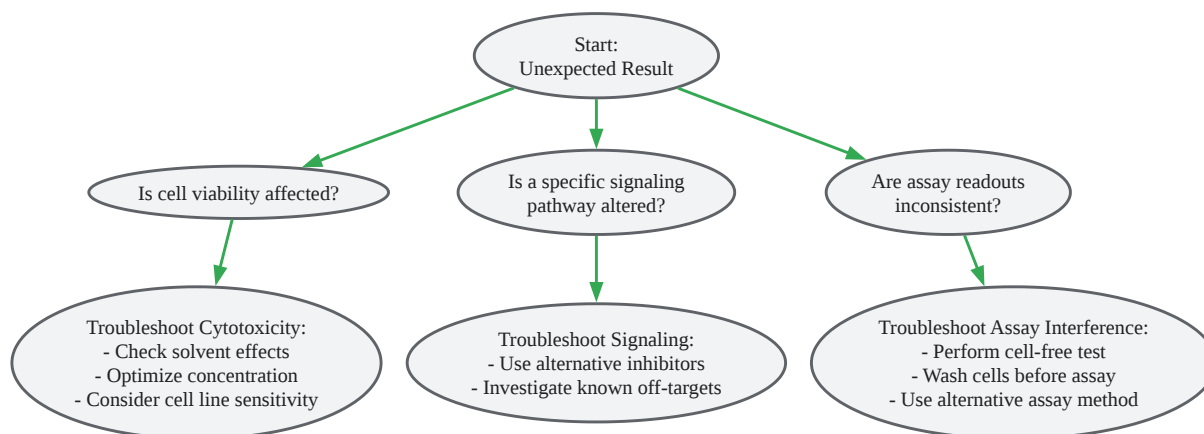 Start:
Unexpected Result
Is cell viability affected?
Is a specific signaling
pathway altered?
Are assay readouts
inconsistent?
Troubleshoot Cytotoxicity:
- Check solvent effects
- Optimize concentration
- Consider cell line sensitivity
Troubleshoot Signaling:
- Use alternative inhibitors
- Investigate known off-targets
Troubleshoot Assay Interference:
- Perform cell-free test
- Wash cells before assay
- Use alternative assay method